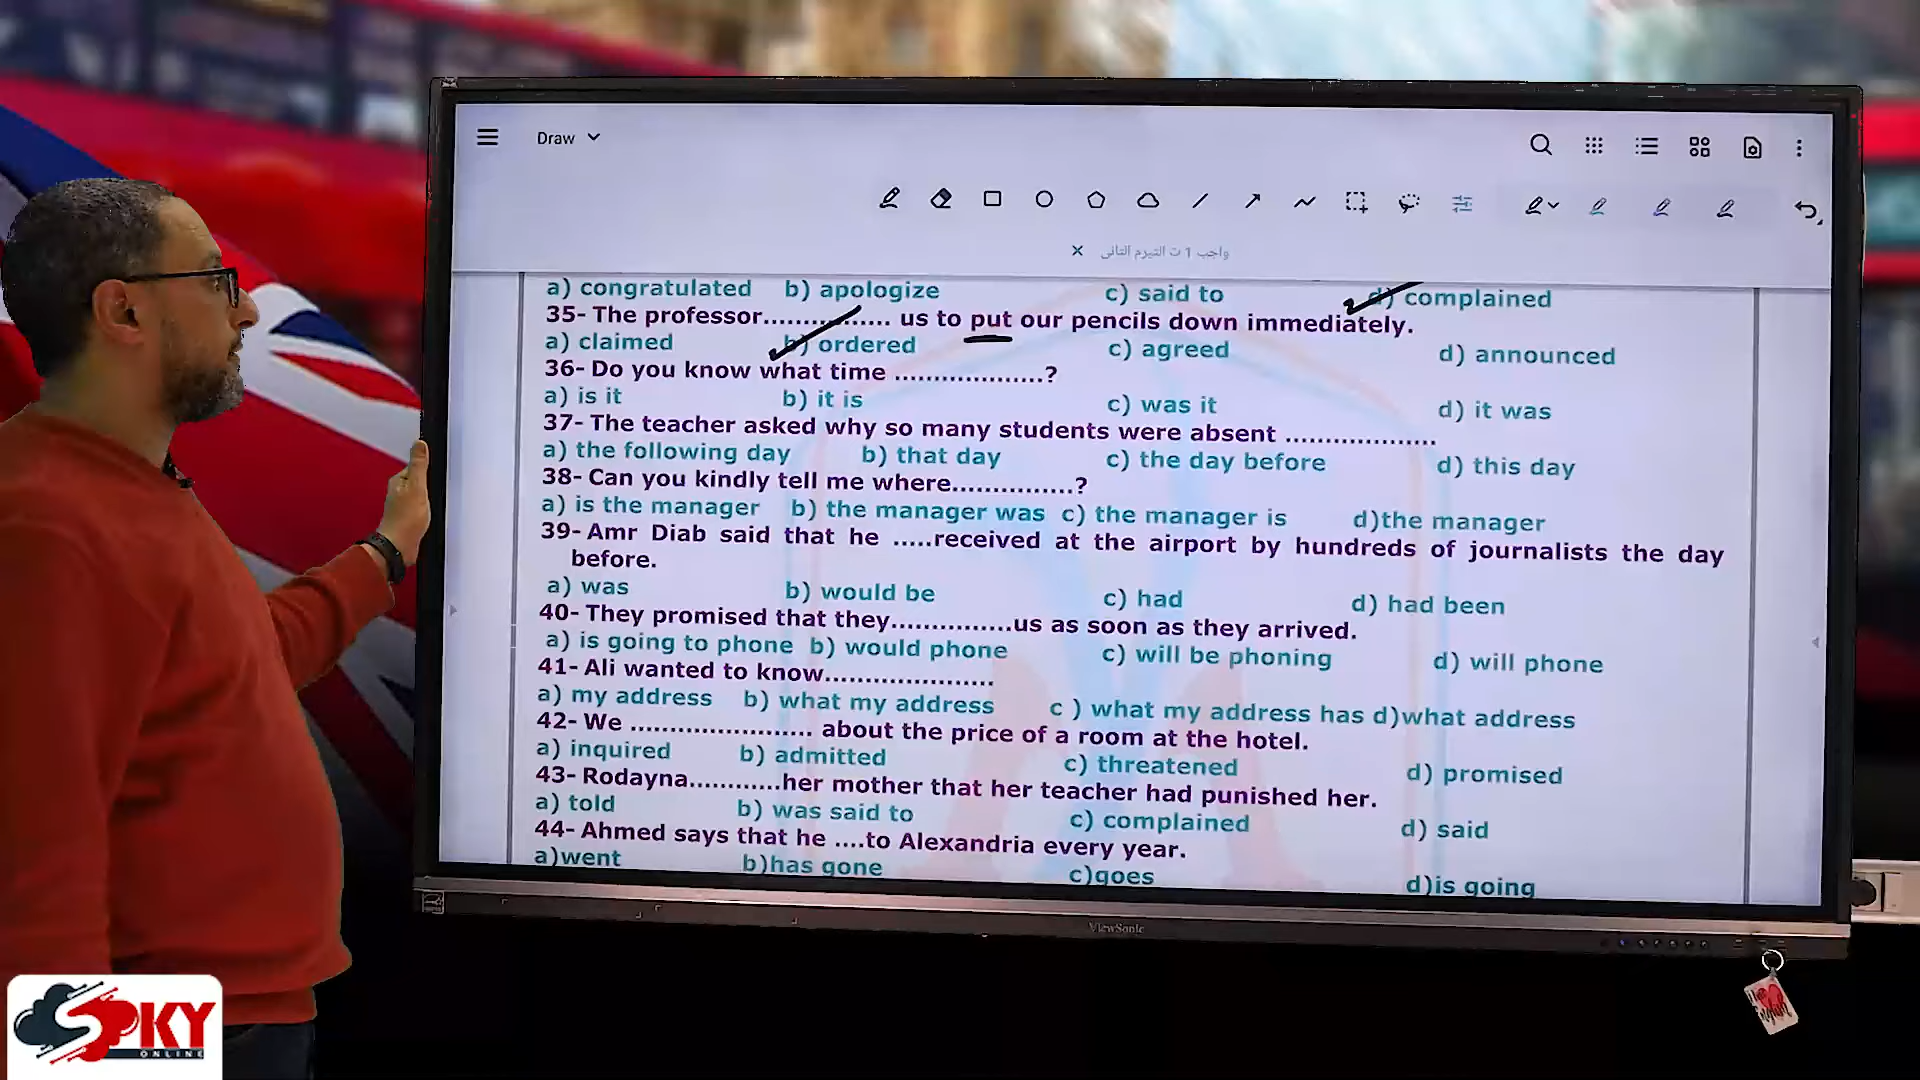 Draw
واجب 1 ت التيرم التانى
a) congratulated b) apologize c) said to d) complained
35- The professor.................. us to put our pencils down immediately.
a) claimed b) ordered c) agreed d) announced
36- Do you know what time ...................?
a) is it b) it is c) was it d) it was
37- The teacher asked why so many students were absent ...................
a) the following day b) that day c) the day before d) this day
38- Can you kindly tell me where...............?
a) is the manager b) the manager was c) the manager is d)the manager
39- Amr Diab said that he .....received at the airport by hundreds of journalists the day
before.
a) was b) would be c) had d) had been
40- They promised that they...............us as soon as they arrived.
a) is going to phone b) would phone c) will be phoning d) will phone
41- Ali wanted to know.....................
a) my address b) what my address c ) what my address has d)what address
42- We ....................... about the price of a room at the hotel.
a) inquired b) admitted c) threatened d) promised
43- Rodayna............her mother that her teacher had punished her.
a) told b) was said to c) complained d) said
44- Ahmed says that he ....to Alexandria every year.
a)went b)has gone c)goes d)is going
ViewSonic
SPKY
ONLINE